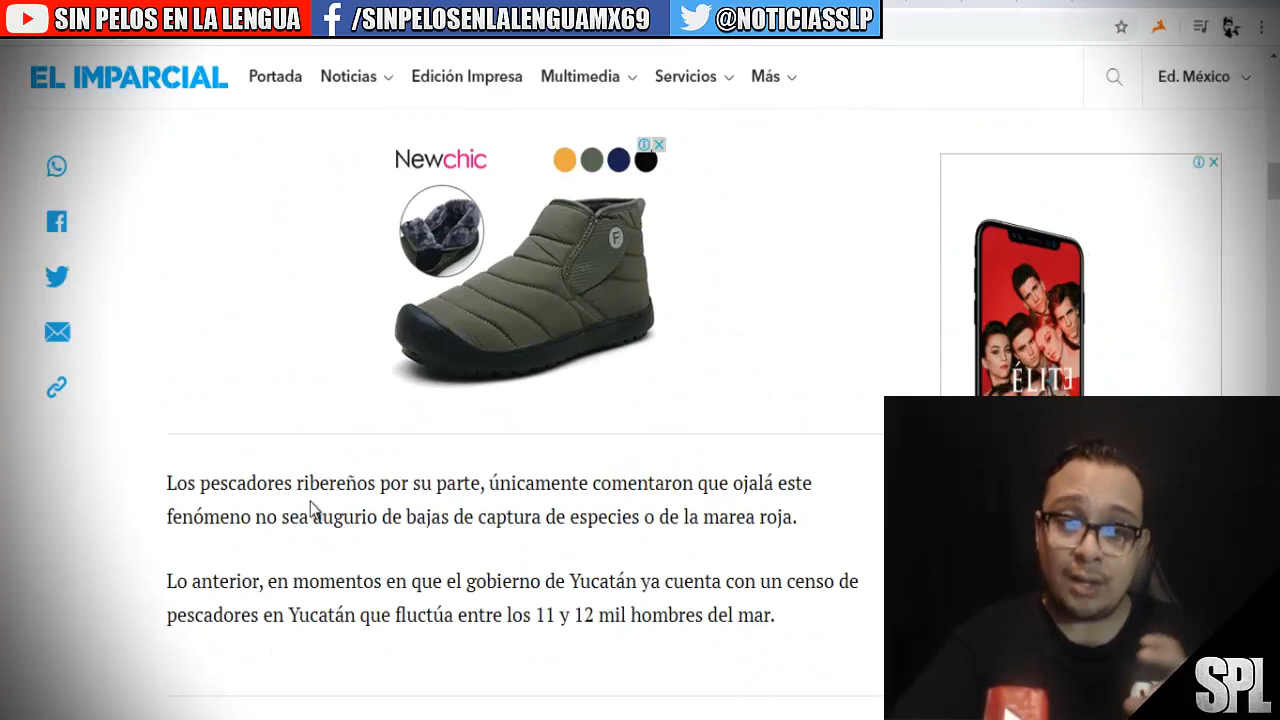 SIN PELOS EN LA LENGUA /SINPELOSENLALENGUAMX69 @NOTICIASSLP
EL IMPARCIAL Portada Noticias Edición Impresa Multimedia Servicios Más Ed. México
Newchic
F
ÉLITE
Los pescadores ribereños por su parte, únicamente comentaron que ojalá este
fenómeno no sea augurio de bajas de captura de especies o de la marea roja.
Lo anterior, en momentos en que el gobierno de Yucatán ya cuenta con un censo de
pescadores en Yucatán que fluctúa entre los 11 y 12 mil hombres del mar.
SPL